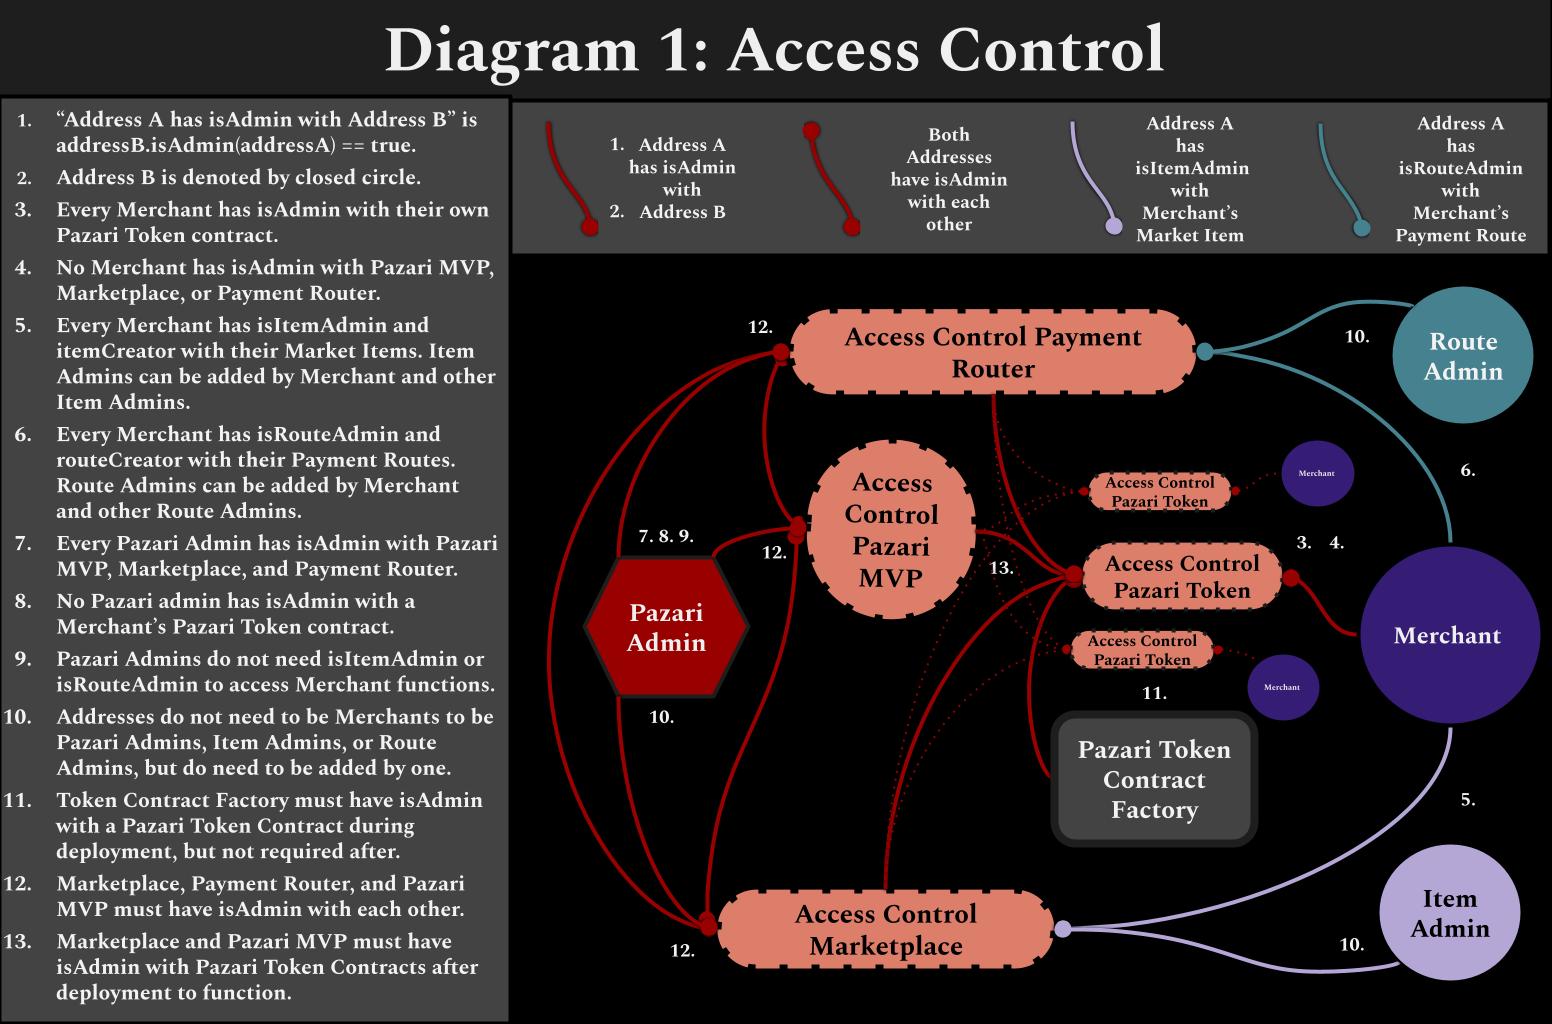 Diagram 1: Access Control
1. “Address A has isAdmin with Address B” is
addressB.isAdmin(addressA) == true.
2. Address B is denoted by closed circle.
3. Every Merchant has isAdmin with their own
Pazari Token contract.
4. No Merchant has isAdmin with Pazari MVP,
Marketplace, or Payment Router.
5. Every Merchant has isItemAdmin and
itemCreator with their Market Items. Item
Admins can be added by Merchant and other
Item Admins.
6. Every Merchant has isRouteAdmin and
routeCreator with their Payment Routes.
Route Admins can be added by Merchant
and other Route Admins.
7. Every Pazari Admin has isAdmin with Pazari
MVP, Marketplace, and Payment Router.
8. No Pazari admin has isAdmin with a
Merchant’s Pazari Token contract.
9. Pazari Admins do not need isItemAdmin or
isRouteAdmin to access Merchant functions.
10. Addresses do not need to be Merchants to be
Pazari Admins, Item Admins, or Route
Admins, but do need to be added by one.
11. Token Contract Factory must have isAdmin
with a Pazari Token Contract during
deployment, but not required after.
12. Marketplace, Payment Router, and Pazari
MVP must have isAdmin with each other.
13. Marketplace and Pazari MVP must have
isAdmin with Pazari Token Contracts after
deployment to function.
1. Address A
has isAdmin
with
2. Address B
Both
Addresses
have isAdmin
with each
other
Address A
has
isItemAdmin
with
Merchant’s
Market Item
Address A
has
isRouteAdmin
with
Merchant’s
Payment Route
12.
Access Control Payment
Router
10.
Route
Admin
6.
Access
Control
Pazari
MVP
Access Control
Pazari Token
Merchant
7. 8. 9.
12.
13.
Access Control
Pazari Token
3. 4.
Pazari
Admin
Merchant
Access Control
Pazari Token
Merchant
10.
11.
Pazari Token
Contract
Factory
5.
12.
Access Control
Marketplace
10.
Item
Admin